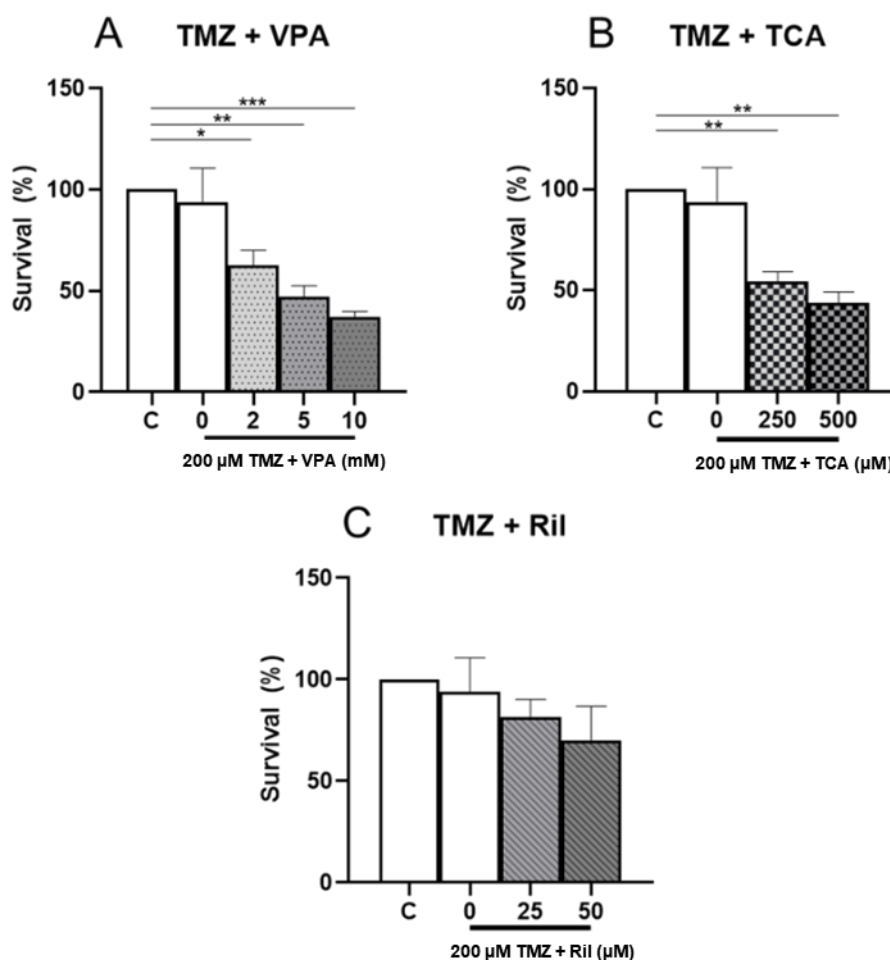 A TMZ + VPA
150
***
**
*
100
50
0
Survival (%)
C 0 2 5 10
200 µM TMZ + VPA (mM)
B TMZ + TCA
150
**
**
100
50
0
Survival (%)
C 0 250 500
200 µM TMZ + TCA (µM)
C TMZ + Ril
150
100
50
0
Survival (%)
C 0 25 50
200 µM TMZ + Ril (µM)